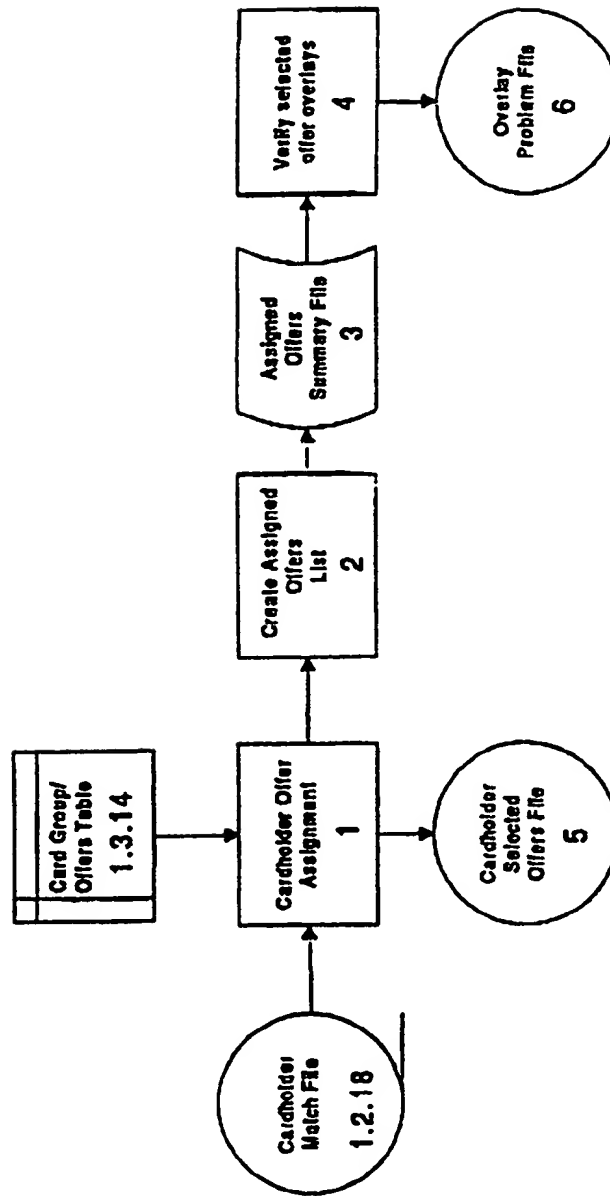 Card Group/
Offers Table
1.3.14
Cardholder
Match File
1.2.18
Cardholder Offer
Assignment
1
Create Assigned
Offers
List
2
Assigned
Offers
Summary File
3
Verify selected
offer overlays
4
Cardholder
Selected
Offers File
5
Overlay
Problem File
6